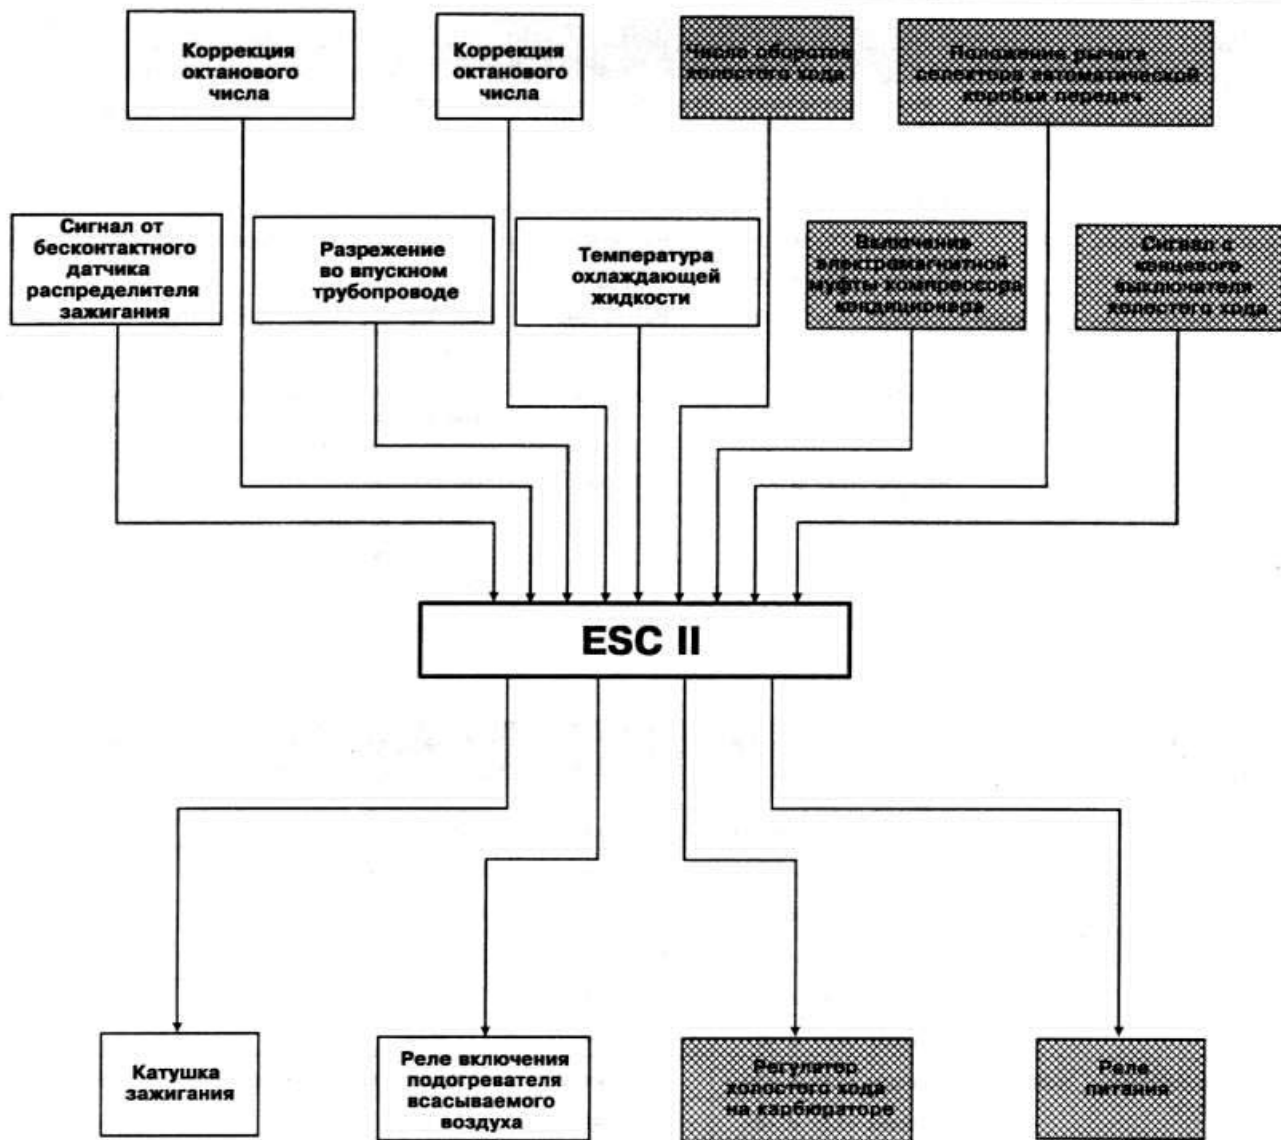 Коррекция
октанового
числа
Коррекция
октанового
числа
Число оборотов
холостого хода
Положение рычага
селектора автоматической
коробки передач
Сигнал от
бесконтактного
датчика
распределителя
зажигания
Разрежение
во впускном
трубопроводе
Температура
охлаждающей
жидкости
Включение
электромагнитной
муфты компрессора
кондиционера
Сигнал с
концевого
выключателя
холостого хода
ESC II
Катушка
зажигания
Реле включения
подогревателя
всасываемого
воздуха
Регулятор
холостого хода
на карбюраторе
Реле
питания